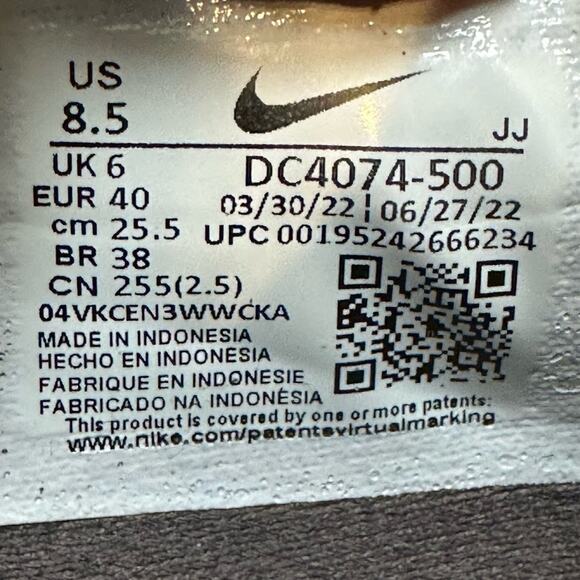 US
8.5
JJ
UK 6
DC4074-500
EUR 40
03/30/22 | 06/27/22
cm 25.5
UPC 00195242666234
BR 38
CN 255(2.5)
04VKCEN3WWCKA
MADE IN INDONESIA
HECHO EN INDONESIA
FABRIQUE EN INDONESIE
FABRICADO NA INDONÉSIA
This product is covered by one or more patents:
www.nike.com/patentsvirtualmarking